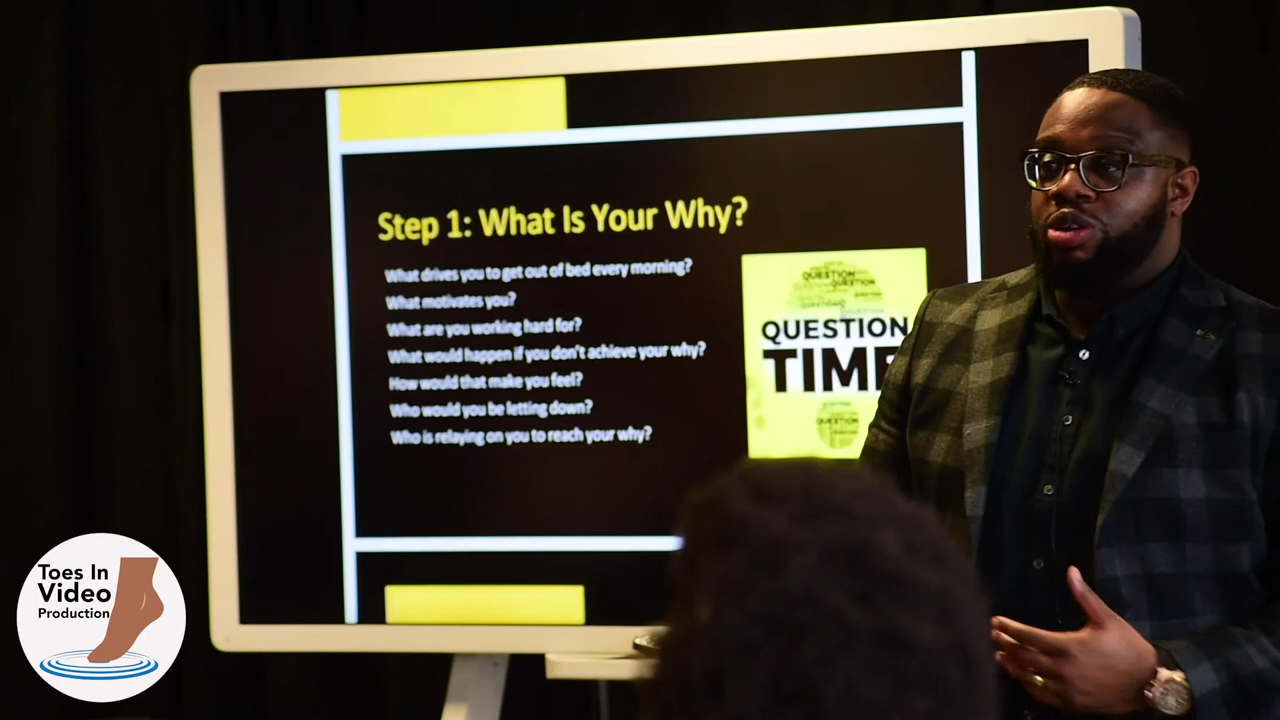 Step 1: What Is Your Why?
What drives you to get out of bed every morning?
What motivates you?
What are you working hard for?
What would happen if you don't achieve your why?
How would that make you feel?
Who would you be letting down?
Who is relaying on you to reach your why?
QUESTION
QUESTION
QUESTION
TIME
QUESTION
Toes In
Video
Production